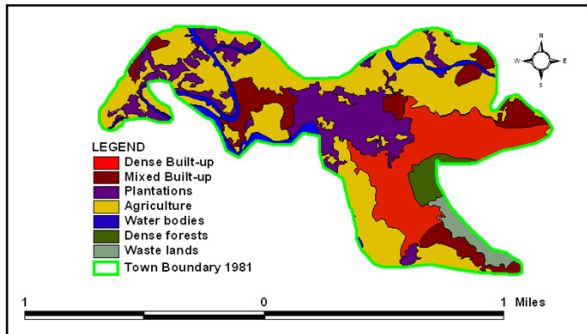 N
W E
S
LEGEND
Dense Built-up
Mixed Built-up
Plantations
Agriculture
Water bodies
Dense forests
Waste lands
Town Boundary 1981
1 0 1 Miles